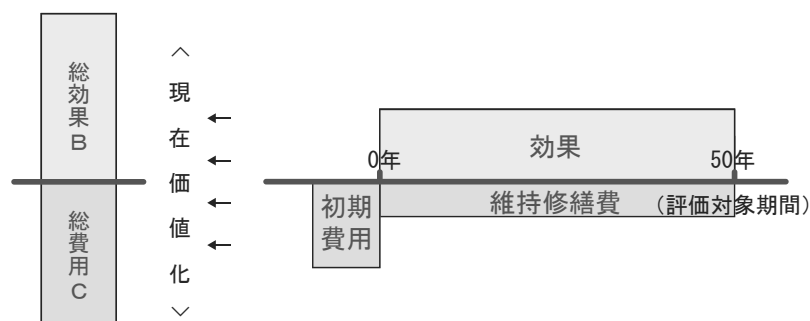 総効果B
総費用C
〈現在価値化〉
0年
効果
50年
初期
費用
維持修繕費
(評価対象期間)